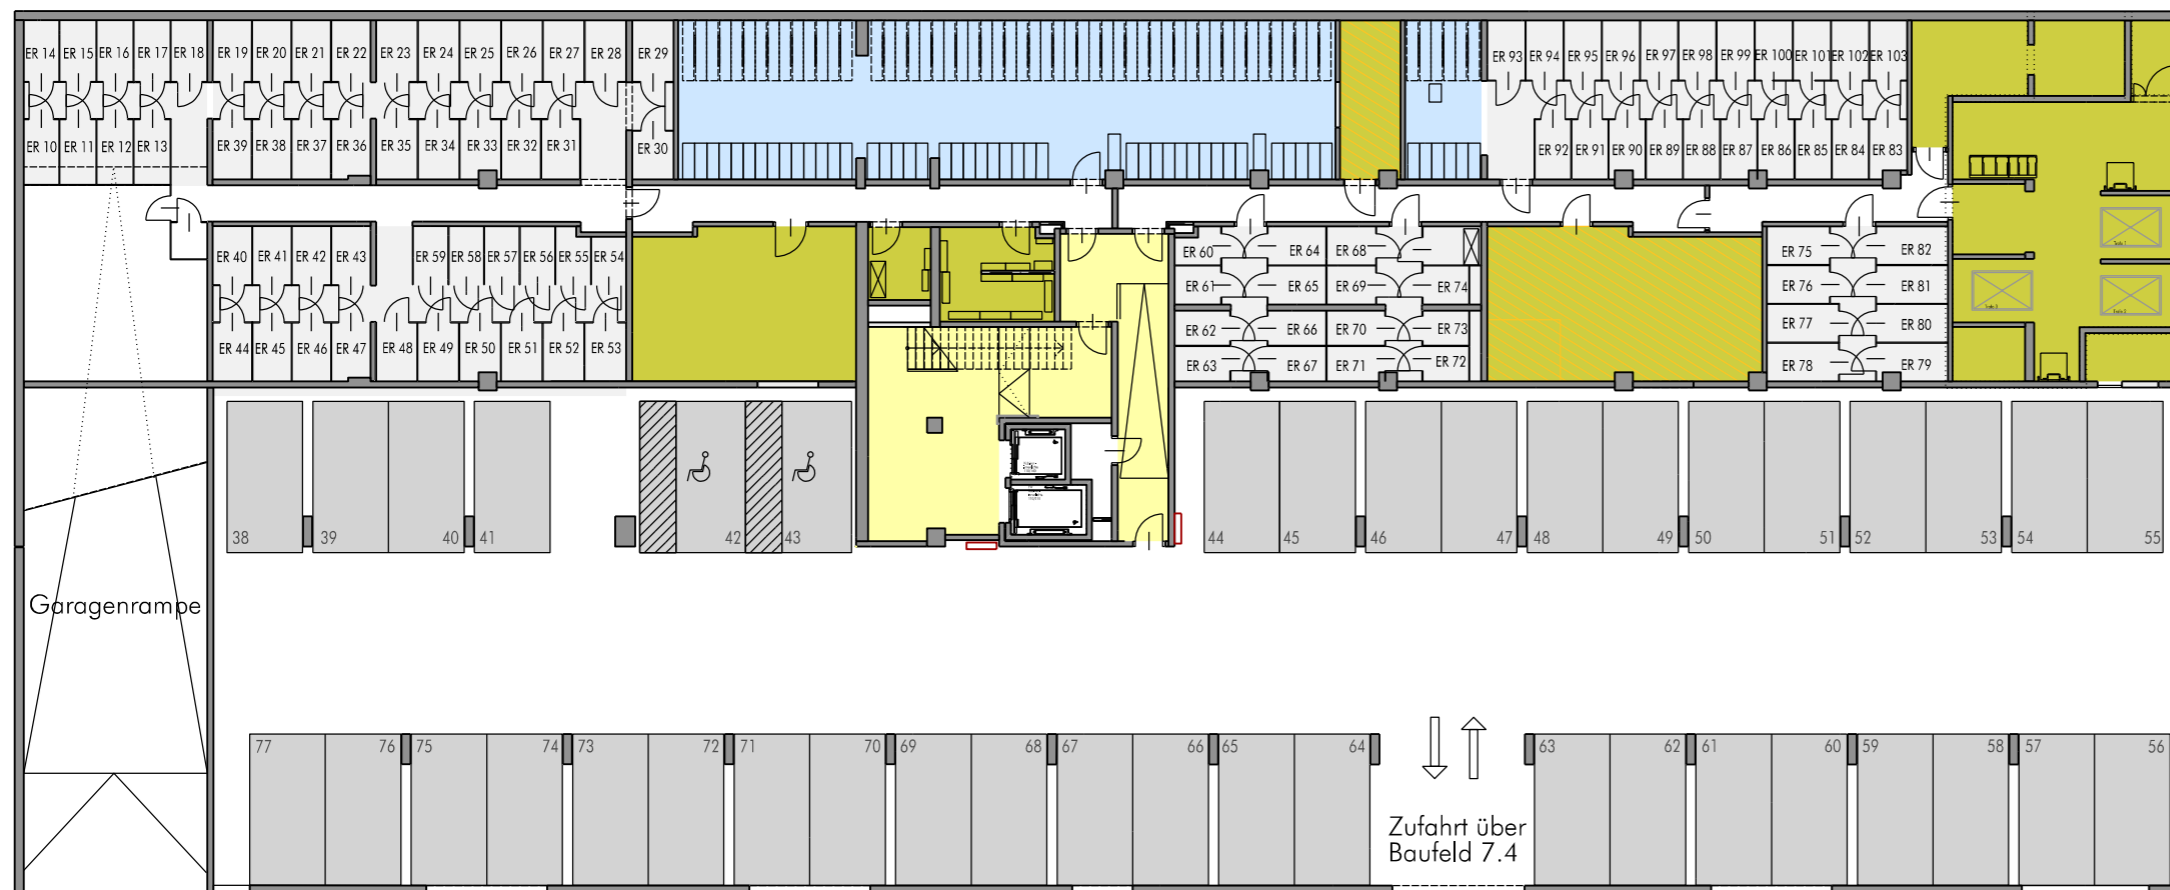 ER 14 ER 15 ER 16 ER 17 ER 18 ER 19 ER 20 ER 21 ER 22 ER 23 ER 24 ER 25 ER 26 ER 27 ER 28 ER 29
ER 93 ER 94 ER 95 ER 96 ER 97 ER 98 ER 99 ER 100 ER 101 ER 102 ER 103
ER 10 ER 11 ER 12 ER 13 ER 39 ER 38 ER 37 ER 36 ER 35 ER 34 ER 33 ER 32 ER 31 ER 30
ER 92 ER 91 ER 90 ER 89 ER 88 ER 87 ER 86 ER 85 ER 84 ER 83
ER 40 ER 41 ER 42 ER 43 ER 59 ER 58 ER 57 ER 56 ER 55 ER 54
ER 60 ER 64 ER 68 ER 75 ER 82
ER 61 ER 65 ER 69 ER 74 ER 76 ER 81
ER 62 ER 66 ER 70 ER 73 ER 77 ER 80
ER 44 ER 45 ER 46 ER 47 ER 48 ER 49 ER 50 ER 51 ER 52 ER 53
ER 63 ER 67 ER 71 ER 72 ER 78 ER 79
38 39 40 41 42 43 44 45 46 47 48 49 50 51 52 53 54 55
Garagenrampe
77 76 75 74 73 72 71 70 69 68 67 66 65 64 63 62 61 60 59 58 57 56
Zufahrt über
Baufeld 7.4